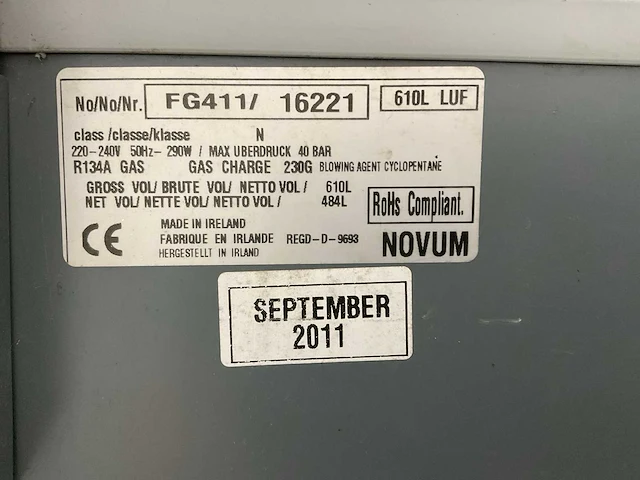 No/No/Nr. FG411/ 16221 610L LUF
class /classe/klasse N
220-240V 50Hz- 290W / MAX UBERDRUCK 40 BAR
R134A GAS GAS CHARGE 230G BLOWING AGENT CYCLOPENTANE
GROSS VOL/ BRUTE VOL/ NETTO VOL / 610L
NET VOL/ NETTE VOL/ NETTO VOL/ 484L
RoHs Compliant.
CE
MADE IN IRELAND
FABRIQUE EN IRLANDE REGD-D-9693
HERGESTELLT IN IRLAND
NOVUM
SEPTEMBER
2011